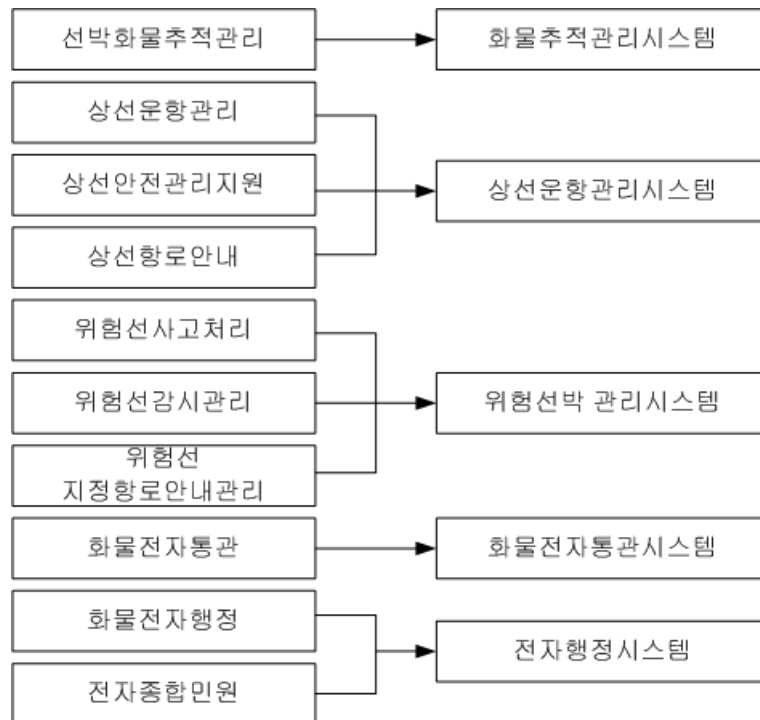 선박화물추적관리
화물추적관리시스템
상선운항관리
상선안전관리지원
상선항로안내
상선운항관리시스템
위험선사고처리
위험선감시관리
위험선
지정항로안내관리
위험선박 관리시스템
화물전자통관
화물전자통관시스템
화물전자행정
전자종합민원
전자행정시스템